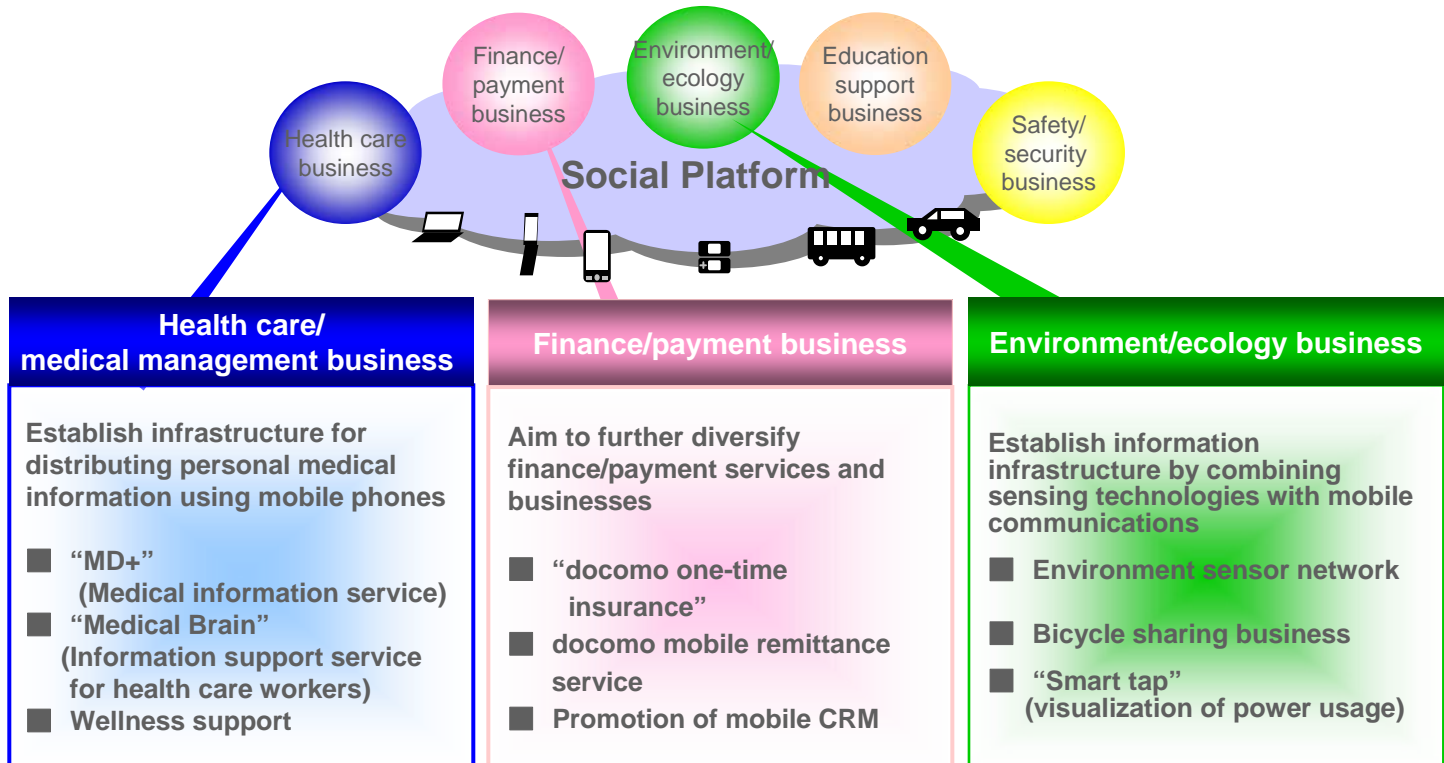 Health care
business
Finance/
payment
business
Environment/
ecology
business
Education
support
business
Safety/
security
business
Social Platform
Health care/
medical management business
Establish infrastructure for
distributing personal medical
information using mobile phones
■ “MD+”
(Medical information service)
■ “Medical Brain”
(Information support service
for health care workers)
■ Wellness support
Finance/payment business
Aim to further diversify
finance/payment services and
businesses
■ “docomo one-time
insurance”
■ docomo mobile remittance
service
■ Promotion of mobile CRM
Environment/ecology business
Establish information
infrastructure by combining
sensing technologies with mobile
communications
■ Environment sensor network
■ Bicycle sharing business
■ “Smart tap”
(visualization of power usage)